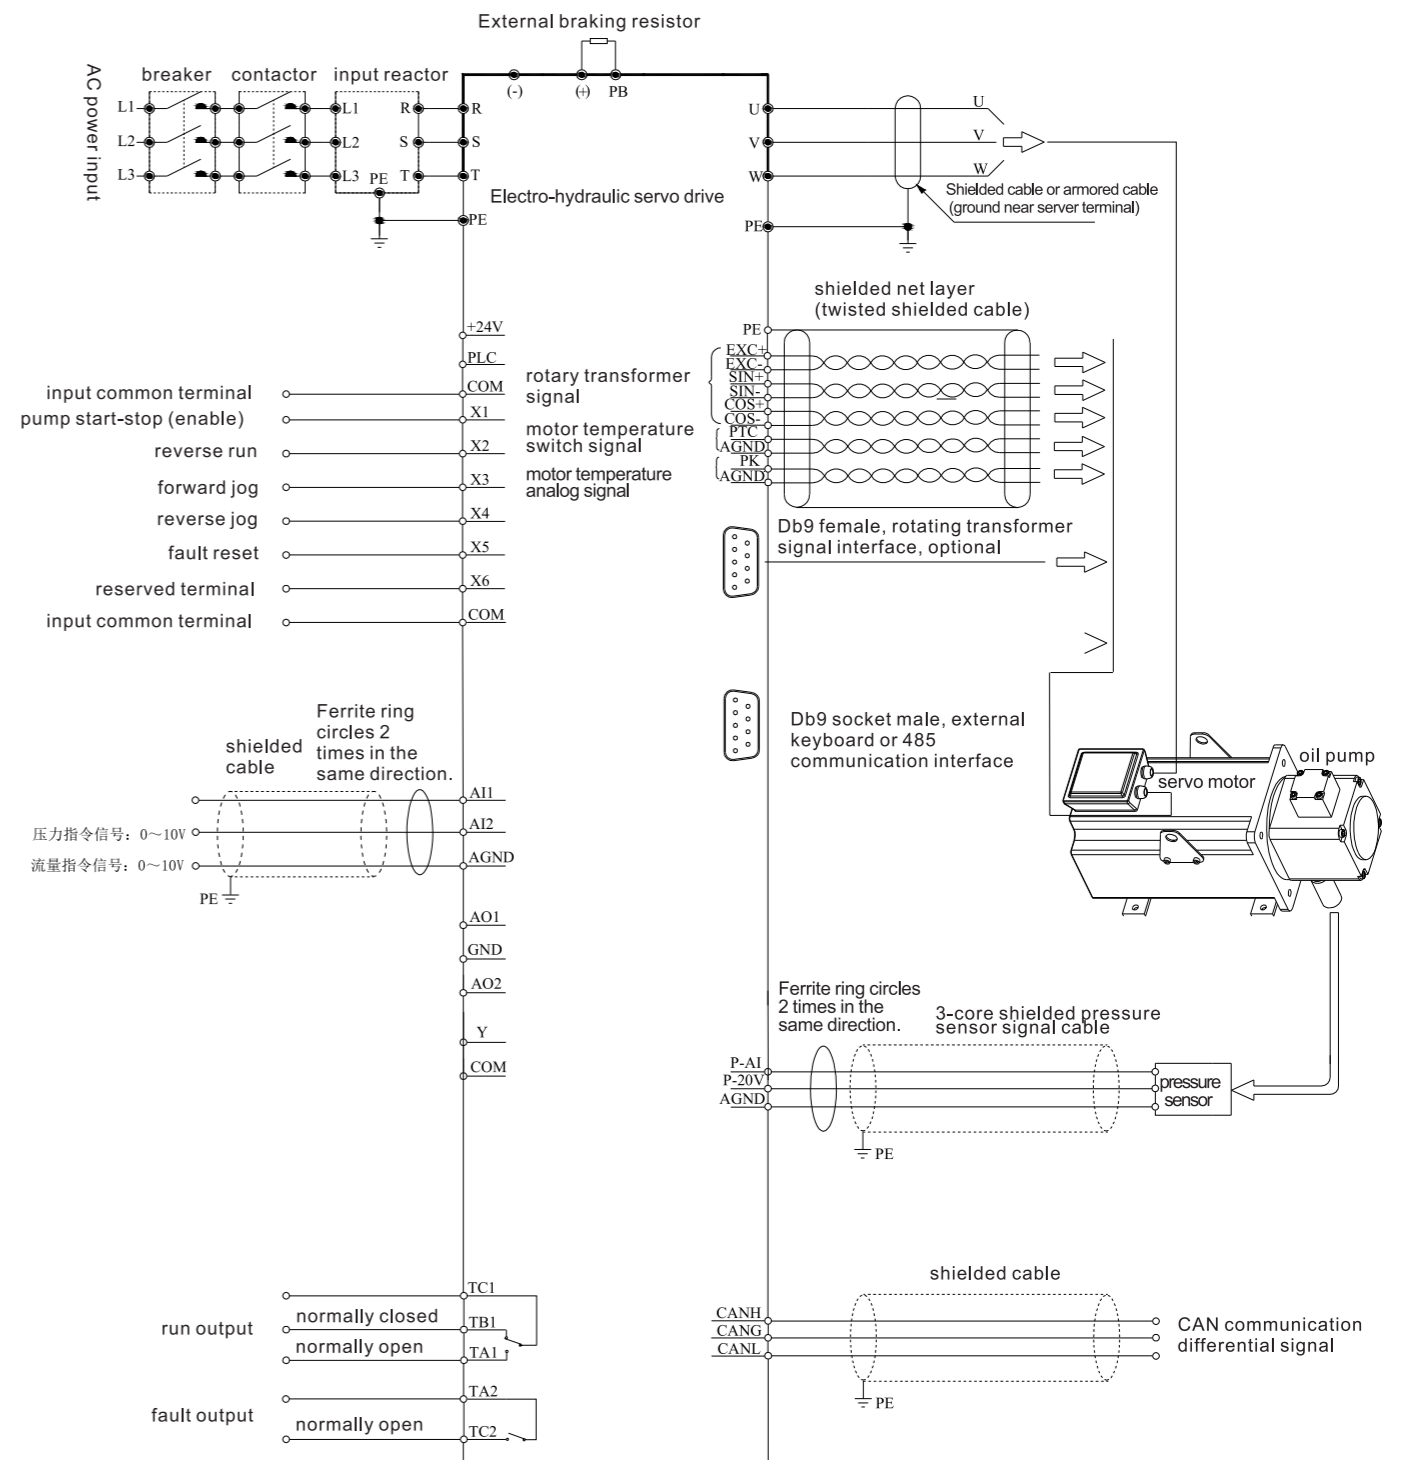 External braking resistor
AC power input
breaker
contactor
input reactor
(-)
(+)
PB
L1
L1
R
R
U
U
L2
L2
S
S
V
V
L3
PE
L3
T
T
W
W
Electro-hydraulic servo drive
Shielded cable or armored cable
(ground near server terminal)
PE
PE
shielded net layer
(twisted shielded cable)
+24V
PLC
input common terminal
COM
pump start-stop (enable)
X1
reverse run
X2
forward jog
X3
reverse jog
X4
fault reset
X5
reserved terminal
X6
input common terminal
COM
rotary transformer
signal
motor temperature
switch signal
motor temperature
analog signal
PE
EXC+
EXC-
SIN+
SIN-
COS+
COS-
PTC
AGND
PK
AGND
Db9 female, rotating transformer
signal interface, optional
Db9 socket male, external
keyboard or 485
communication interface
servo motor
oil pump
shielded
cable
Ferrite ring
circles 2
times in the
same direction.
AI1
压力指令信号：0～10V
AI2
流量指令信号：0～10V
AGND
PE
AO1
GND
AO2
Y
COM
Ferrite ring circles
2 times in the
same direction.
3-core shielded pressure
sensor signal cable
P-AI
P-20V
AGND
pressure
sensor
PE
run output
normally closed
normally open
TC1
TB1
TA1
fault output
normally open
TA2
TC2
shielded cable
CANH
CANG
CANL
CAN communication
differential signal
PE